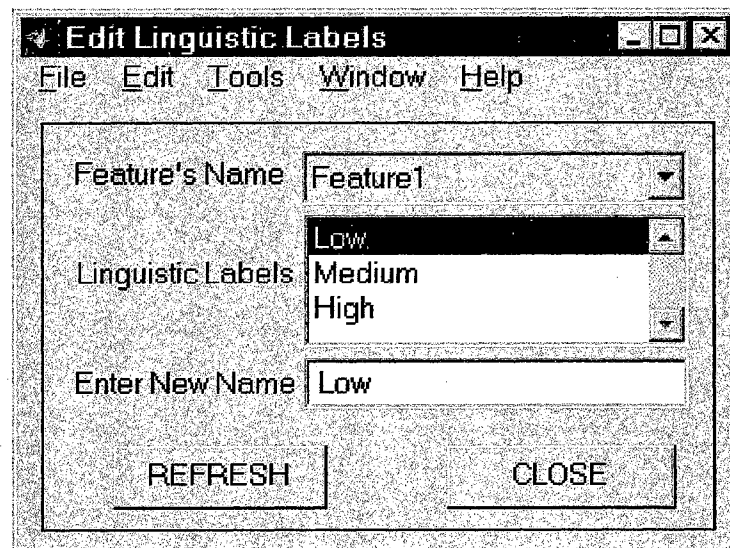 Edit Linguistic Labels
File Edit Tools Window Help
Feature's Name Feature1
Low
Linguistic Labels Medium
High
Enter New Name Low
REFRESH CLOSE